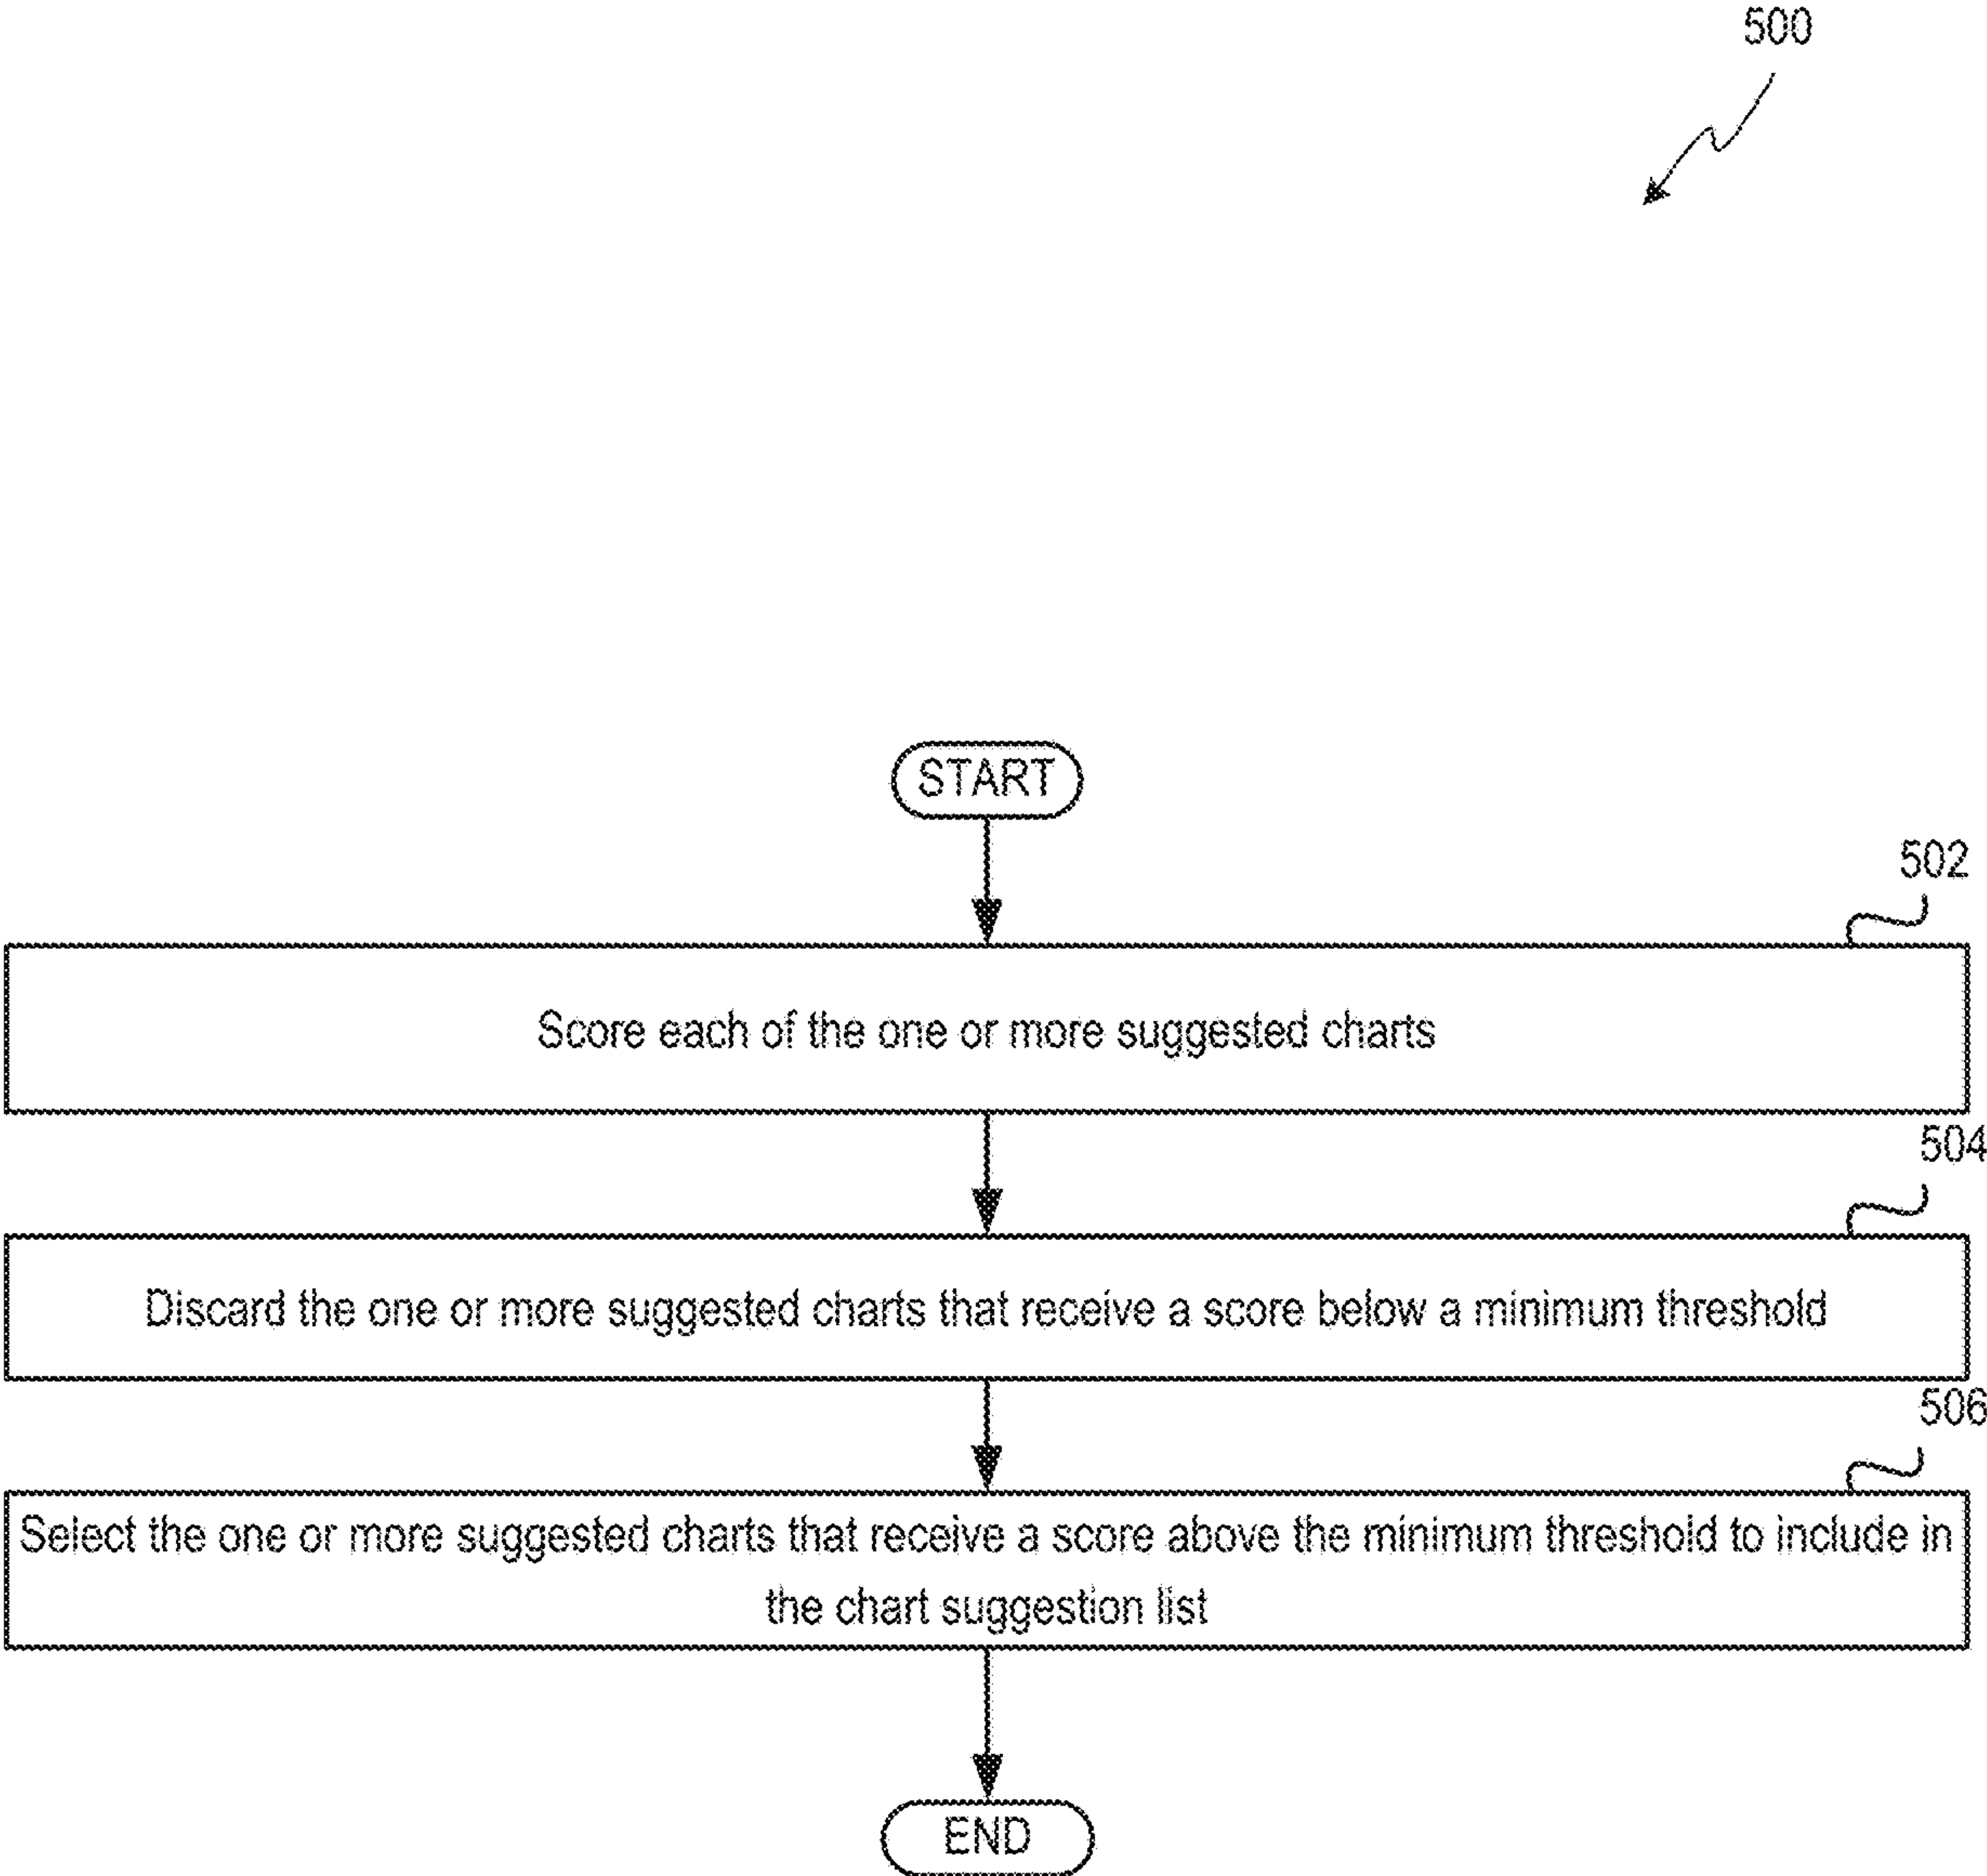 500
START
502
Score each of the one or more suggested charts
504
Discard the one or more suggested charts that receive a score below a minimum threshold
506
Select the one or more suggested charts that receive a score above the minimum threshold to include in
the chart suggestion list
END